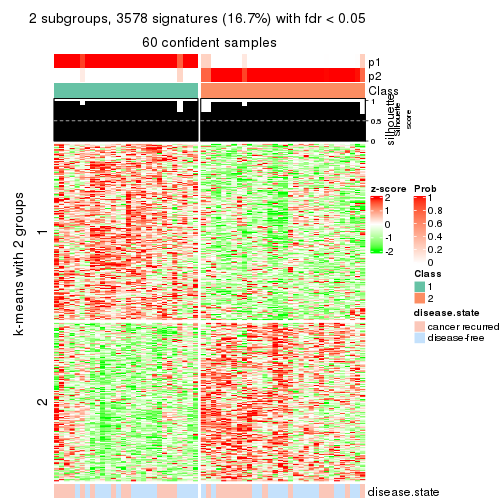 2 subgroups, 3578 signatures (16.7%) with fdr < 0.05
60 confident samples
p1
p2
Class
1
0.5
0
silhouette
Silhouette
score
k-means with 2 groups
1
2
z-score
2
1
0
-1
-2
Prob
1
0.8
0.6
0.4
0.2
0
Class
1
2
disease.state
cancer recurred
disease-free
disease.state